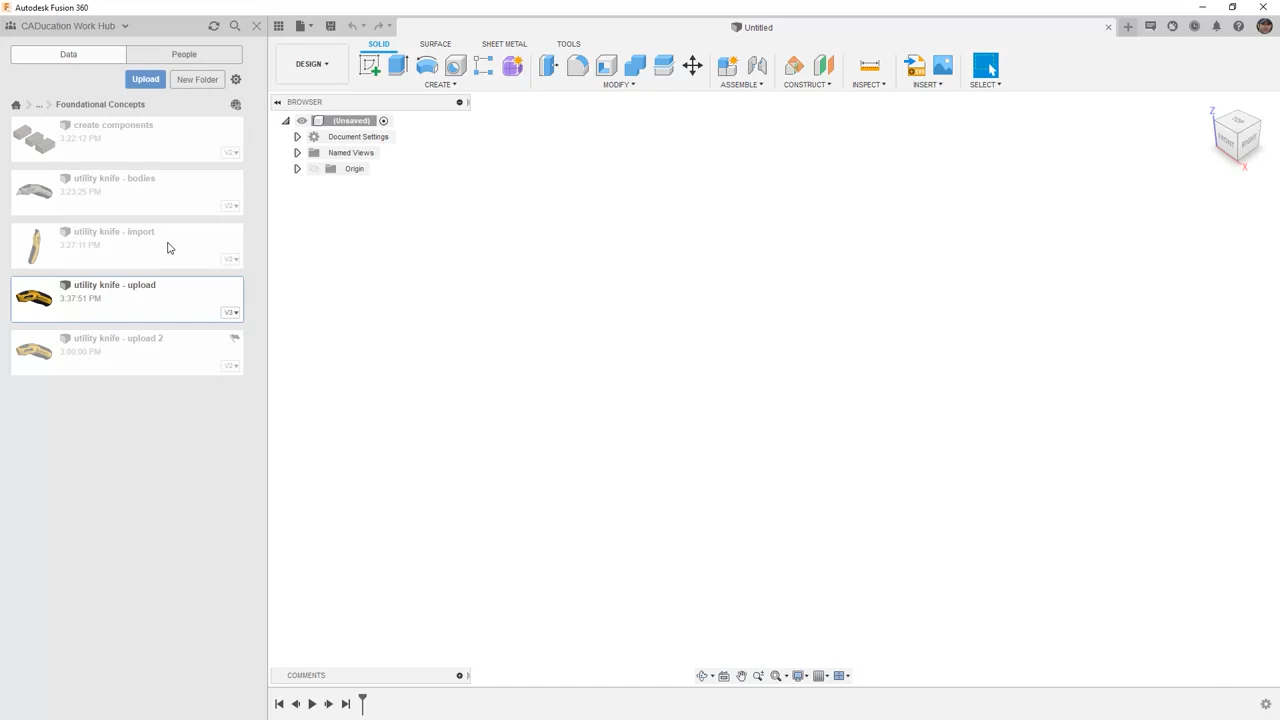 Autodesk Fusion 360
CADucation Work Hub
Untitled
Data
People
Upload
New Folder
... > Foundational Concepts
create components
3:22:12 PM
V2
utility knife - bodies
3:23:25 PM
V2
utility knife - import
3:27:11 PM
V2
utility knife - upload
3:37:51 PM
V3
utility knife - upload 2
3:00:00 PM
V2
DESIGN
SOLID
SURFACE
SHEET METAL
TOOLS
CREATE
MODIFY
ASSEMBLE
CONSTRUCT
INSPECT
INSERT
SELECT
BROWSER
(Unsaved)
Document Settings
Named Views
Origin
Z
TOP
FRONT
RIGHT
X
COMMENTS